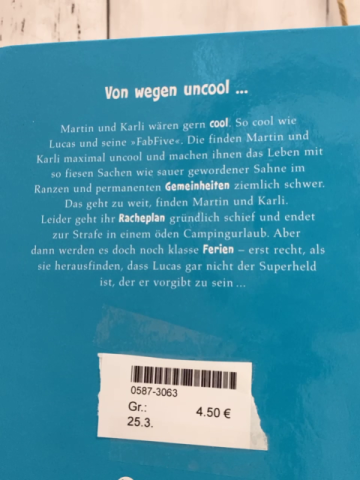 Von wegen uncool ...
Martin und Karli wären gern cool. So cool wie
Lucas und seine »FabFive«. Die finden Martin und
Karli maximal uncool und machen ihnen das Leben mit
so fiesen Sachen wie sauer gewordener Sahne im
Ranzen und permanenten Gemeinheiten ziemlich schwer.
Das geht zu weit, finden Martin und Karli.
Leider geht ihr Racheplan gründlich schief und endet
zur Strafe in einem öden Campingurlaub. Aber
dann werden es doch noch klasse Ferien – erst recht, als
sie herausfinden, dass Lucas gar nicht der Superheld
ist, der er vorgibt zu sein ...
0587-3063
Gr.:
4.50 €
25.3.